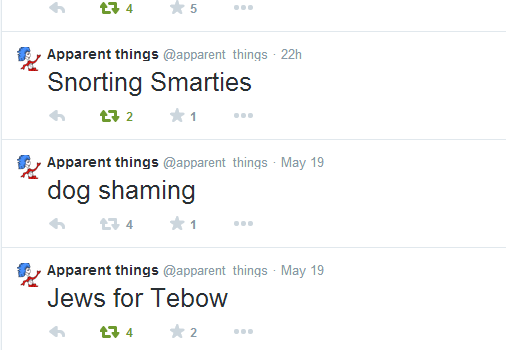 4 5
Apparent things @apparent_things · 22h
Snorting Smarties
2 1
Apparent things @apparent_things · May 19
dog shaming
4 1
Apparent things @apparent_things · May 19
Jews for Tebow
4 2